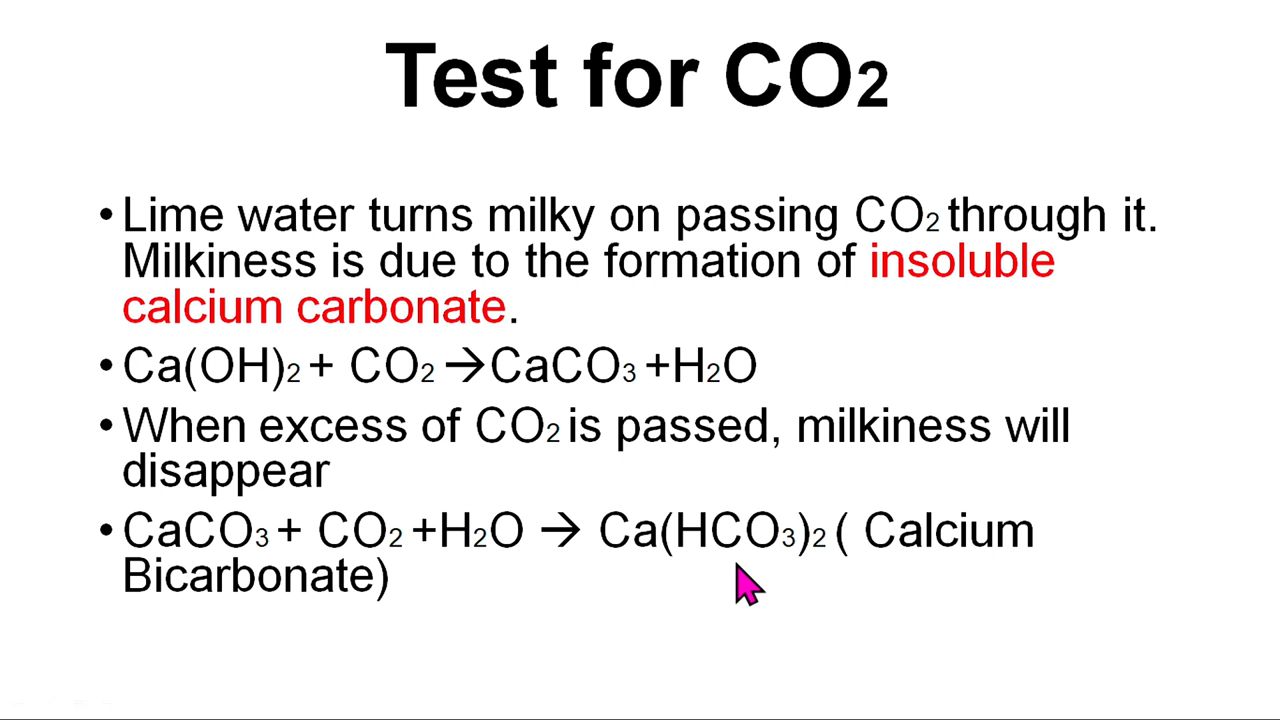 Test for CO2
• Lime water turns milky on passing CO2 through it.
Milkiness is due to the formation of insoluble
calcium carbonate.
• Ca(OH)2 + CO2 →CaCO3 +H2O
• When excess of CO2 is passed, milkiness will
disappear
• CaCO3 + CO2 +H2O → Ca(HCO3)2 ( Calcium
Bicarbonate)